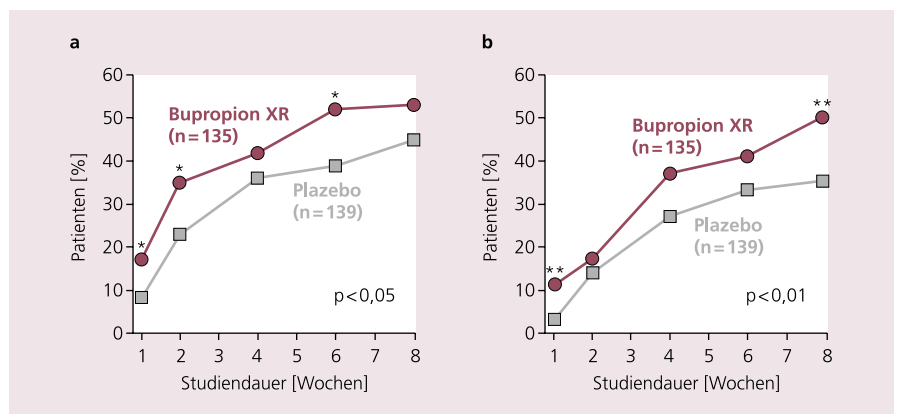 a
60
50
40
30
20
10
0
Patienten [%]
Bupropion XR
(n=135)
Plazebo
(n=139)
*
*
*
p<0,05
1 2 3 4 5 6 7 8
Studiendauer [Wochen]
b
60
50
40
30
20
10
0
Patienten [%]
Bupropion XR
(n=135)
Plazebo
(n=139)
**
**
p<0,01
1 2 3 4 5 6 7 8
Studiendauer [Wochen]